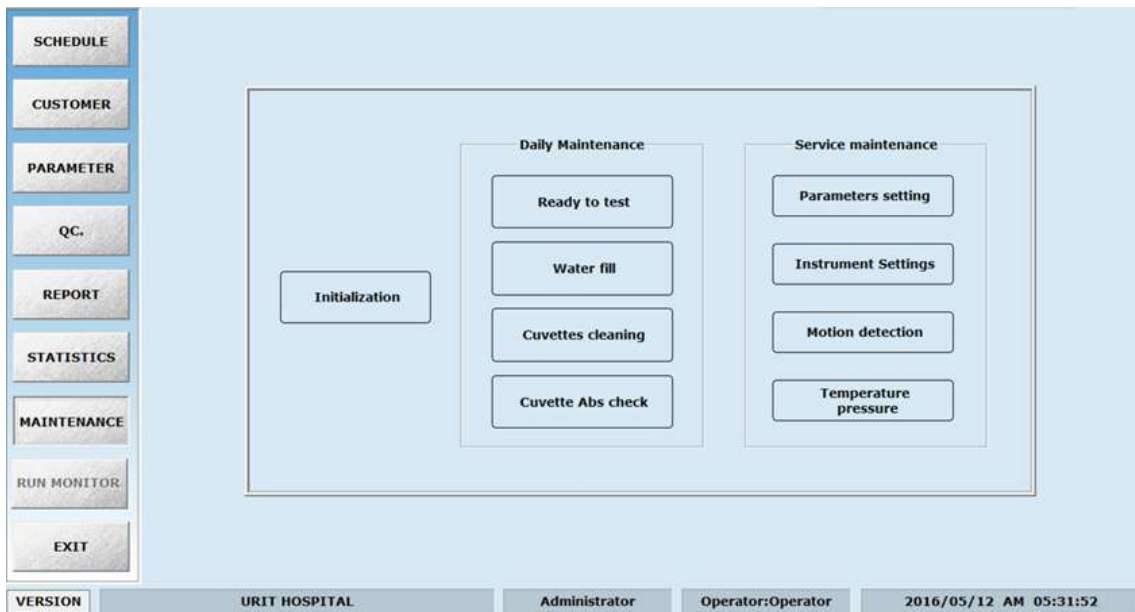 SCHEDULE
CUSTOMER
PARAMETER
QC.
REPORT
STATISTICS
MAINTENANCE
RUN MONITOR
EXIT
Initialization
Daily Maintenance
Ready to test
Water fill
Cuvettes cleaning
Cuvette Abs check
Service maintenance
Parameters setting
Instrument Settings
Motion detection
Temperature
pressure
VERSION
URIT HOSPITAL
Administrator
Operator:Operator
2016/05/12 AM 05:31:52